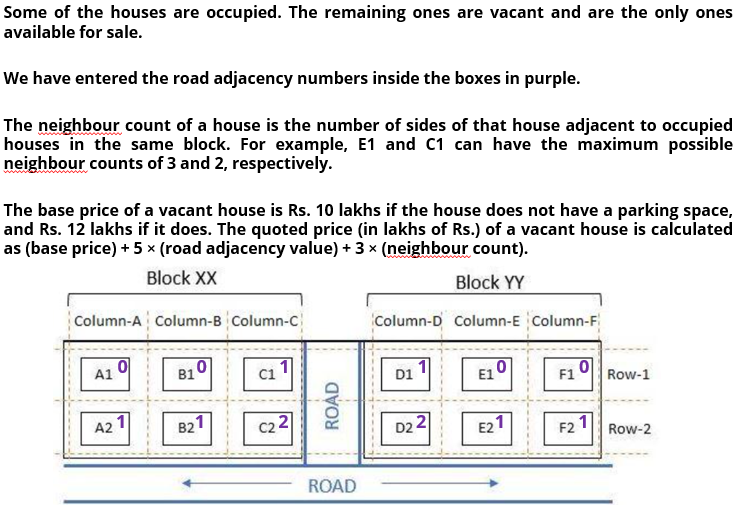 Some of the houses are occupied. The remaining ones are vacant and are the only ones
available for sale.
We have entered the road adjacency numbers inside the boxes in purple.
The neighbour count of a house is the number of sides of that house adjacent to occupied
houses in the same block. For example, E1 and C1 can have the maximum possible
neighbour counts of 3 and 2, respectively.
The base price of a vacant house is Rs. 10 lakhs if the house does not have a parking space,
and Rs. 12 lakhs if it does. The quoted price (in lakhs of Rs.) of a vacant house is calculated
as (base price) + 5 × (road adjacency value) + 3 × (neighbour count).
Block XX Block YY
Column-A Column-B Column-C Column-D Column-E Column-F
A1 0 B1 0 C1 1 D1 1 E1 0 F1 0 Row-1
ROAD
A2 1 B2 1 C2 2 D2 2 E2 1 F2 1 Row-2
ROAD